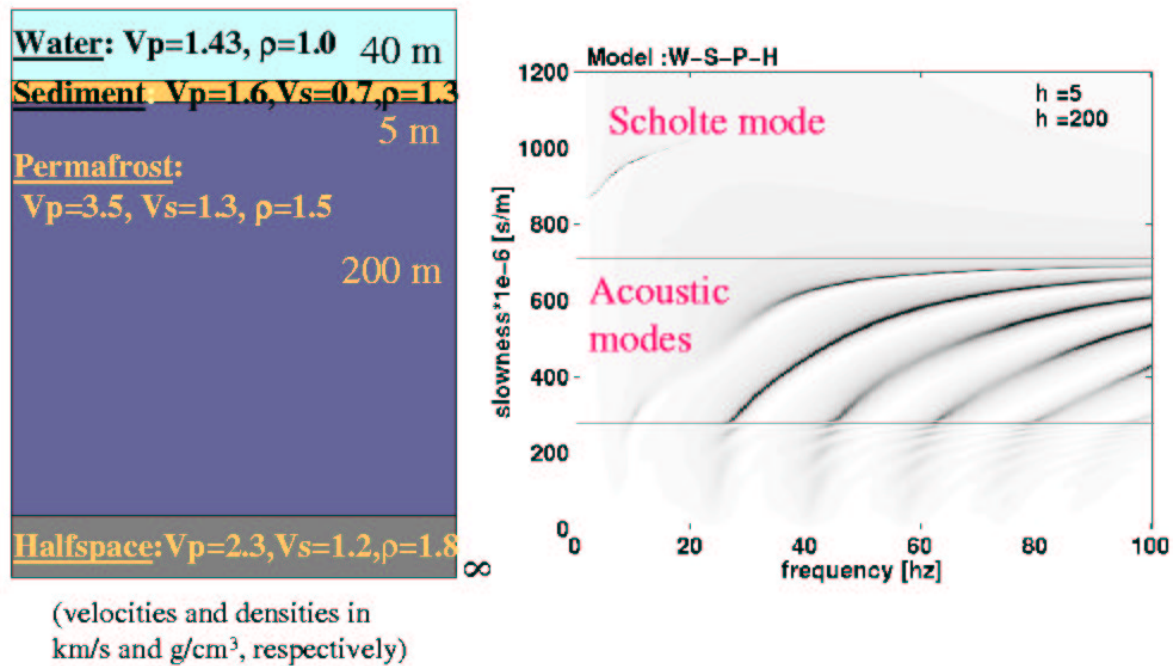 Water: Vp=1.43, ρ=1.0 40 m
Sediment: Vp=1.6,Vs=0.7,ρ=1.3
5 m
Permafrost:
Vp=3.5, Vs=1.3, ρ=1.5
200 m
Halfspace:Vp=2.3,Vs=1.2,ρ=1.8
∞
(velocities and densities in
km/s and g/cm³, respectively)
Model :W-S-P-H
h =5
h =200
Scholte mode
Acoustic
modes
slowness*1e-6 [s/m]
1200
1000
800
600
400
200
0
0 20 40 60 80 100
frequency [hz]